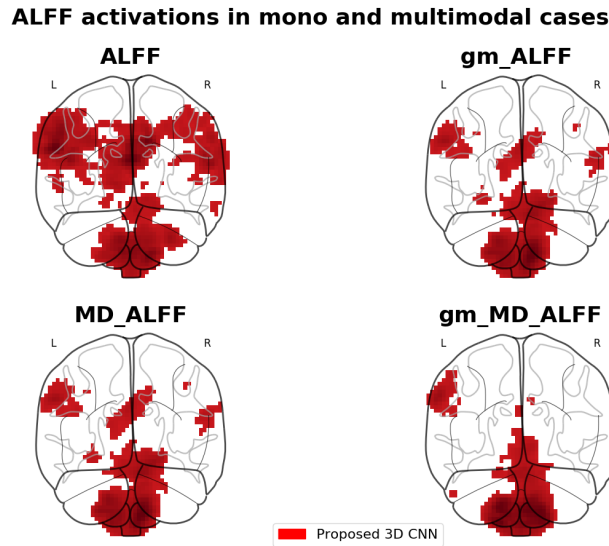 ALFF activations in mono and multimodal cases
ALFF
gm_ALFF
L
R
L
R
MD_ALFF
gm_MD_ALFF
L
R
L
R
Proposed 3D CNN